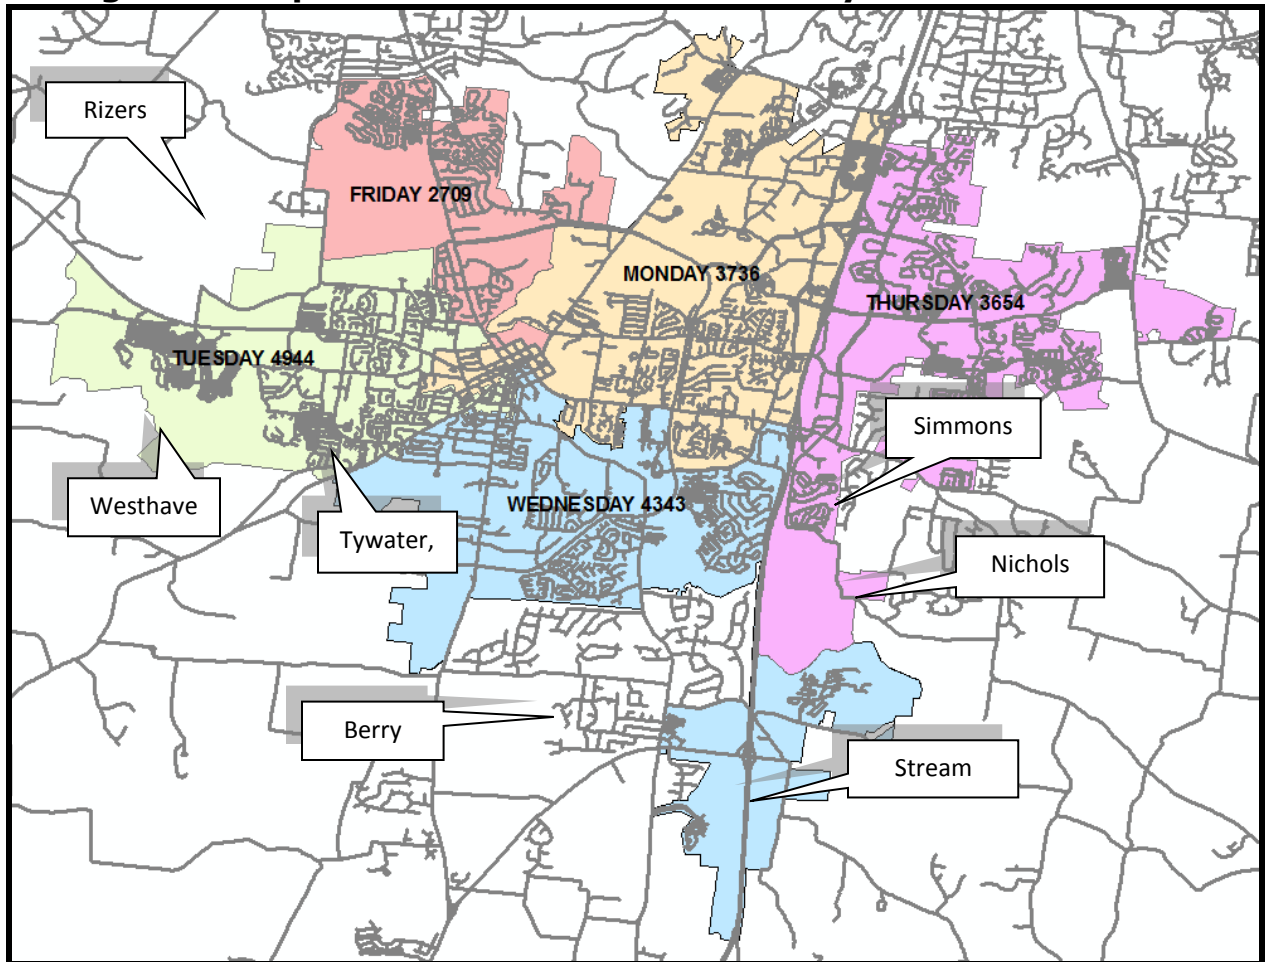 Rizers
FRIDAY 2709
MONDAY 3736
THURSDAY 3654
TUESDAY 4944
Simmons
Westhave
WEDNESDAY 4343
Tywater,
Nichols
Berry
Stream